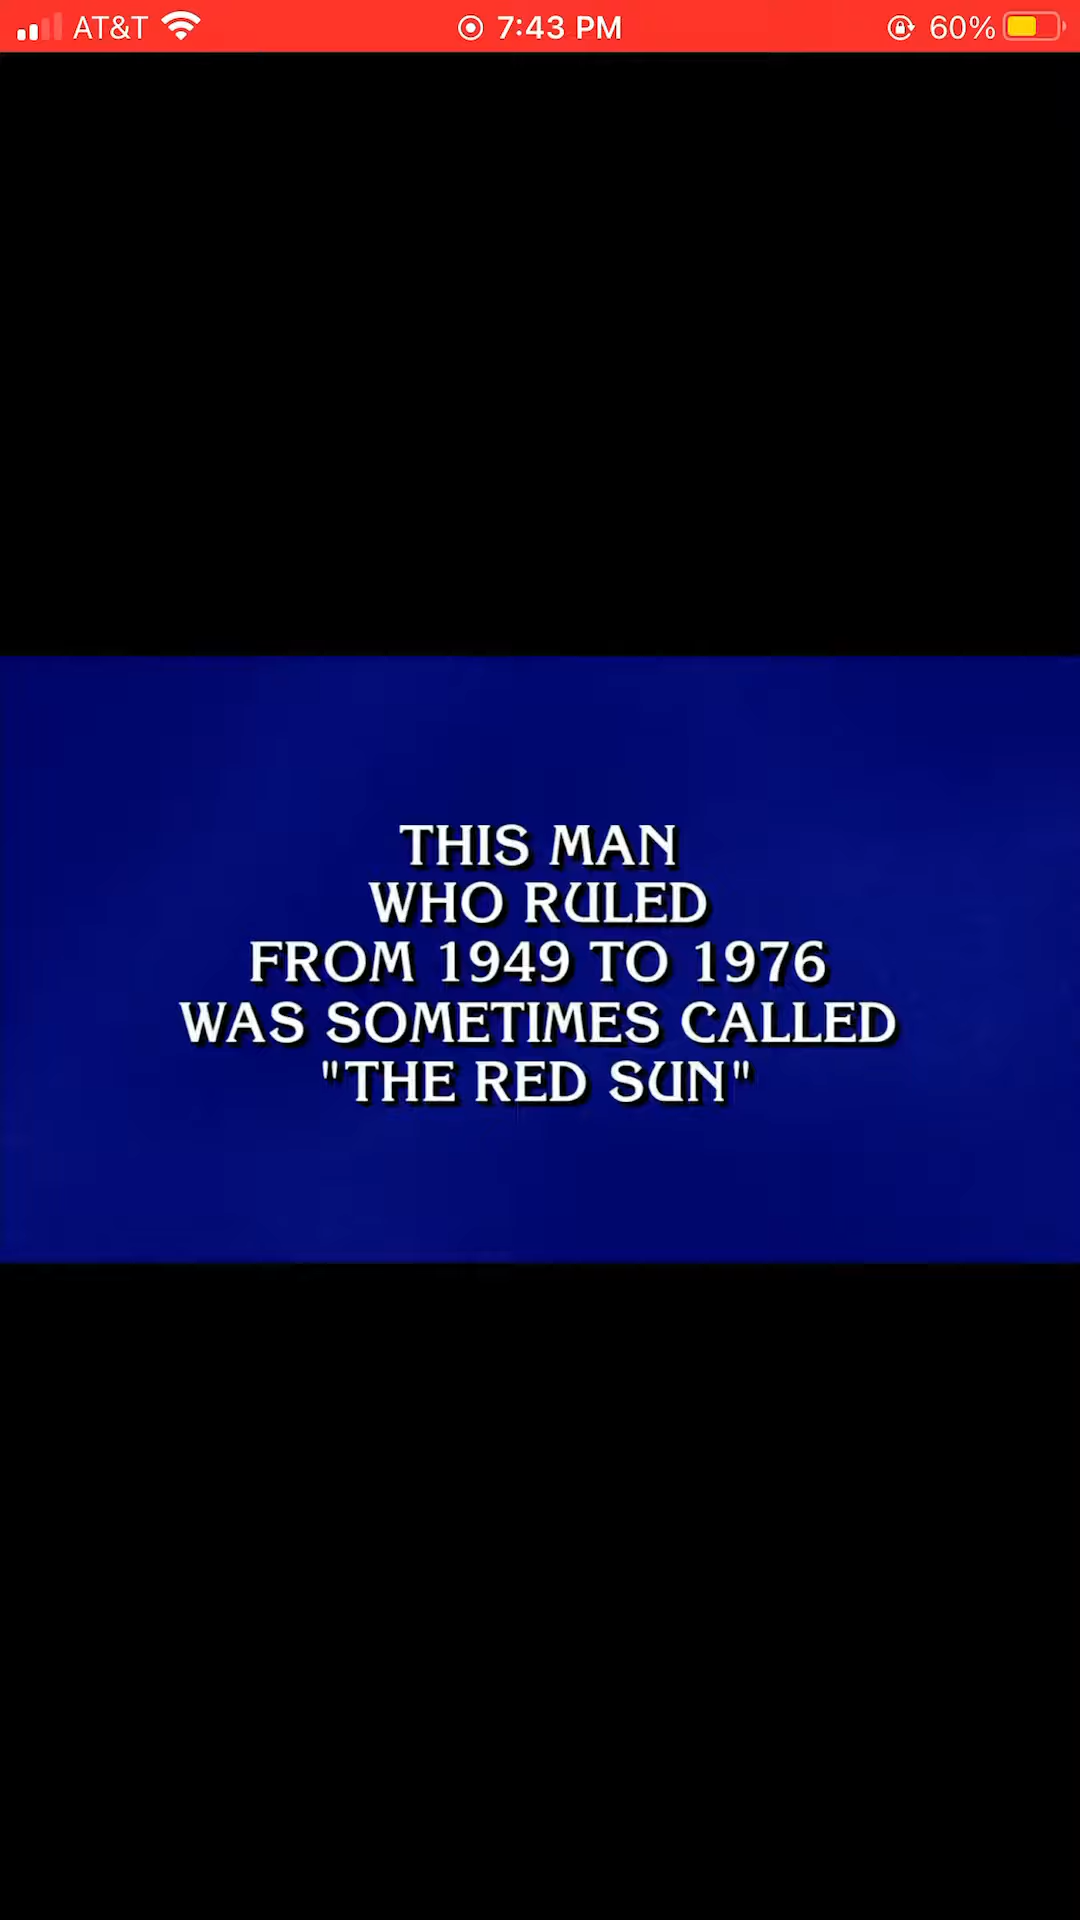 AT&T 7:43 PM 60%
THIS MAN
WHO RULED
FROM 1949 TO 1976
WAS SOMETIMES CALLED
"THE RED SUN"